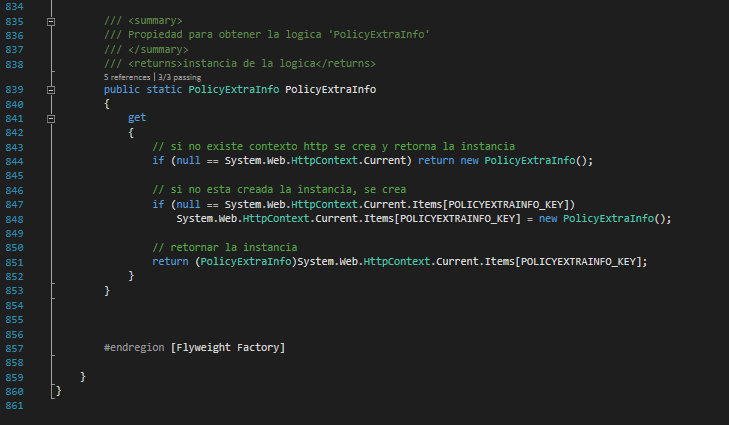 834
835 /// <summary>
836 /// Propiedad para obtener la logica 'PolicyExtraInfo'
837 /// </summary>
838 /// <returns>instancia de la logica</returns>
5 references | 3/3 passing
839 public static PolicyExtraInfo PolicyExtraInfo
840 {
841 get
842 {
843 // si no existe contexto http se crea y retorna la instancia
844 if (null == System.Web.HttpContext.Current) return new PolicyExtraInfo();
845
846 // si no esta creada la instancia, se crea
847 if (null == System.Web.HttpContext.Current.Items[POLICYEXTRAINFO_KEY])
848 System.Web.HttpContext.Current.Items[POLICYEXTRAINFO_KEY] = new PolicyExtraInfo();
849
850 // retornar la instancia
851 return (PolicyExtraInfo)System.Web.HttpContext.Current.Items[POLICYEXTRAINFO_KEY];
852 }
853 }
854
855
856
857 #endregion [Flyweight Factory]
858
859 }
860 }
861